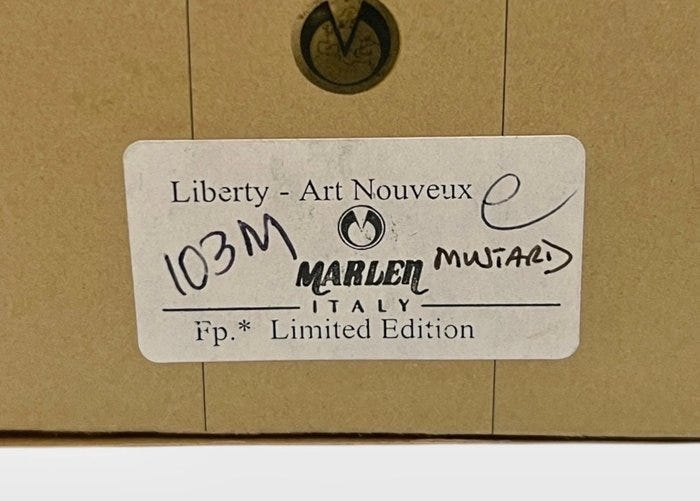 Liberty - Art Nouveux e
103M
MARLEN MUSTARD
ITALY
Fp.* Limited Edition